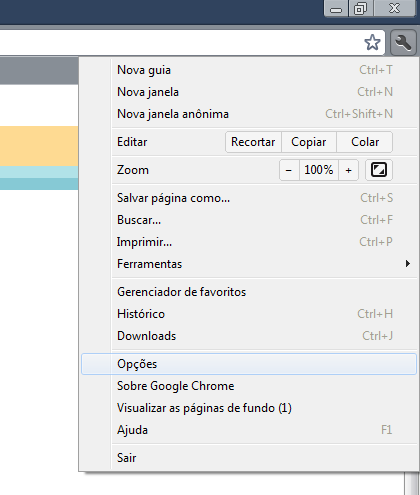 Nova guia Ctrl+T
Nova janela Ctrl+N
Nova janela anônima Ctrl+Shift+N
Editar Recortar Copiar Colar
Zoom − 100% +
Salvar página como... Ctrl+S
Buscar... Ctrl+F
Imprimir... Ctrl+P
Ferramentas
Gerenciador de favoritos
Histórico Ctrl+H
Downloads Ctrl+J
Opções
Sobre Google Chrome
Visualizar as páginas de fundo (1)
Ajuda F1
Sair